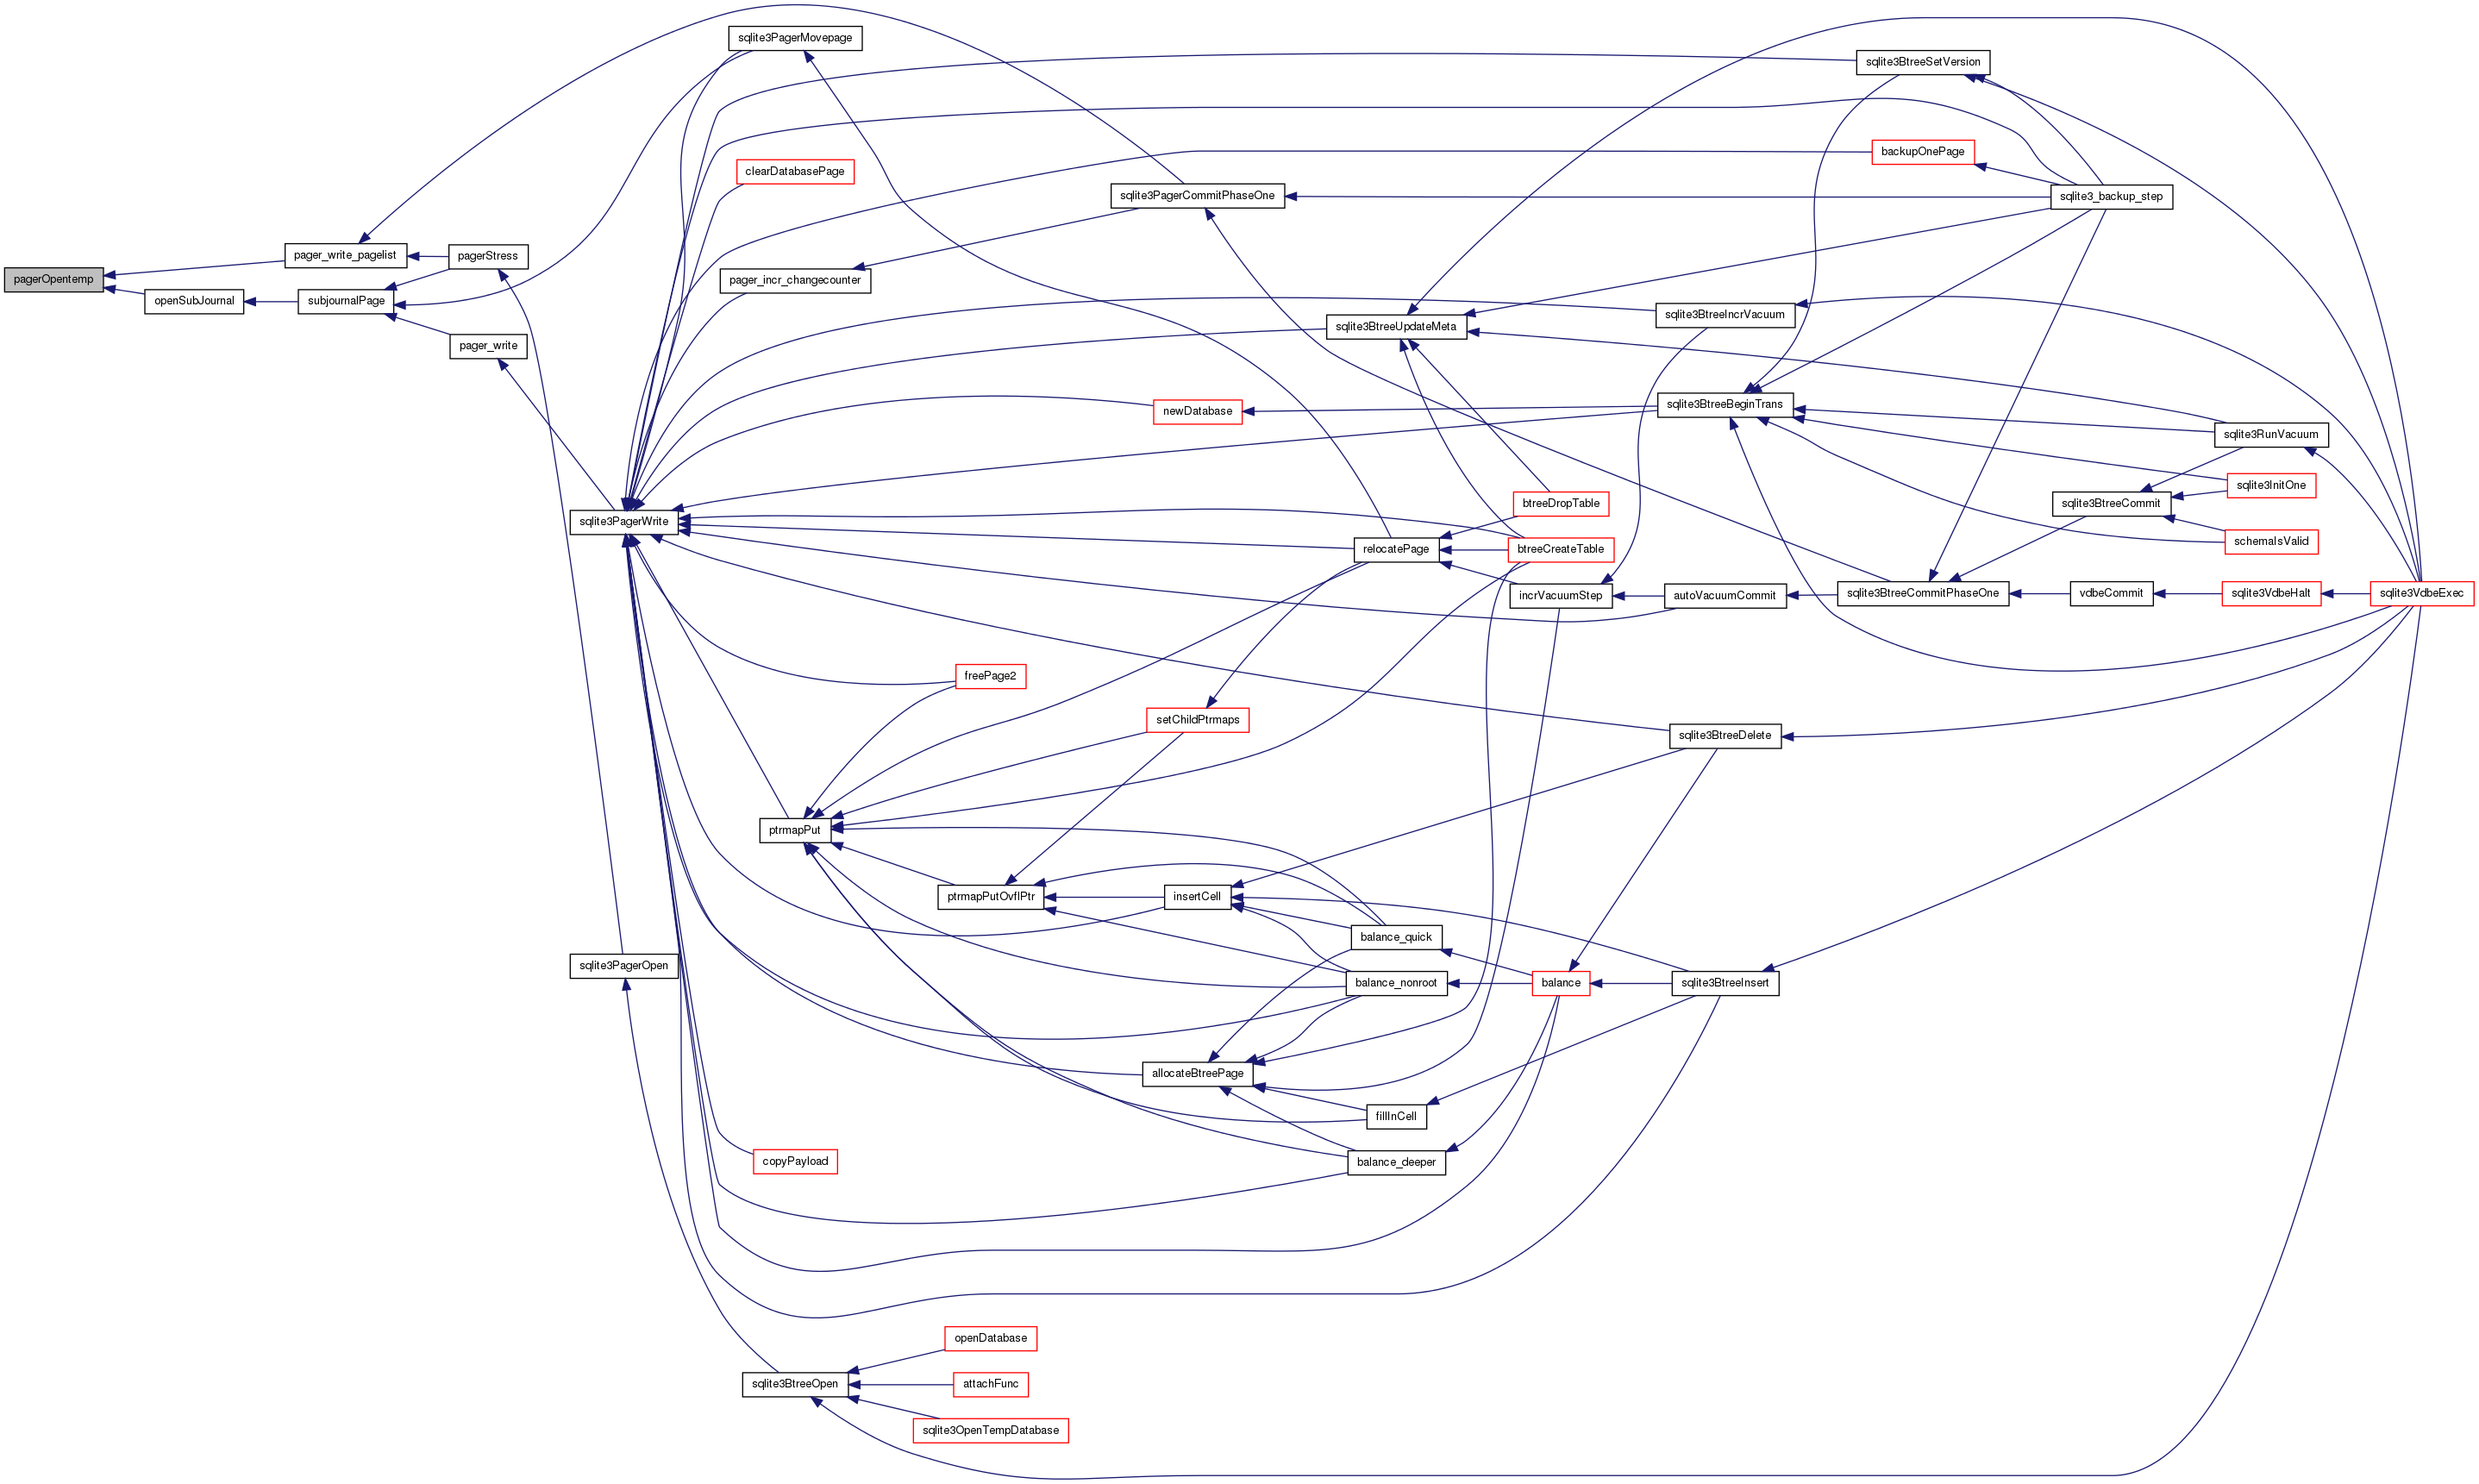 sqlite3PagerMovepage
sqlite3BtreeSetVersion
backupOnePage
clearDatabasePage
sqlite3PagerCommitPhaseOne
sqlite3_backup_step
pager_write_pagelist
pagerStress
pagerOpentemp
pager_incr_changecounter
openSubJournal
subjournalPage
sqlite3BtreeIncrVacuum
sqlite3BtreeUpdateMeta
pager_write
newDatabase
sqlite3BtreeBeginTrans
sqlite3RunVacuum
sqlite3InitOne
btreeDropTable
sqlite3BtreeCommit
sqlite3PagerWrite
schemaIsValid
relocatePage
btreeCreateTable
incrVacuumStep
autoVacuumCommit
sqlite3BtreeCommitPhaseOne
vdbeCommit
sqlite3VdbeHalt
sqlite3VdbeExec
freePage2
setChildPtrmaps
sqlite3BtreeDelete
ptrmapPut
ptrmapPutOvflPtr
insertCell
balance_quick
sqlite3PagerOpen
balance_nonroot
balance
sqlite3BtreeInsert
allocateBtreePage
fillInCell
copyPayload
balance_deeper
openDatabase
sqlite3BtreeOpen
attachFunc
sqlite3OpenTempDatabase